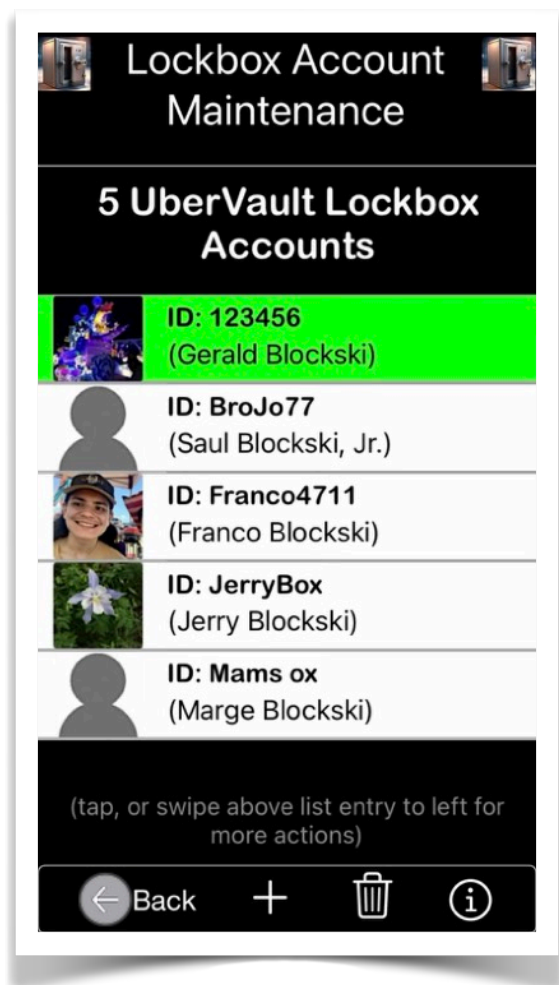 Lockbox Account
Maintenance
5 UberVault Lockbox
Accounts
ID: 123456
(Gerald Blockski)
ID: BroJo77
(Saul Blockski, Jr.)
ID: Franco4711
(Franco Blockski)
ID: JerryBox
(Jerry Blockski)
ID: Mams ox
(Marge Blockski)
(tap, or swipe above list entry to left for
more actions)
Back